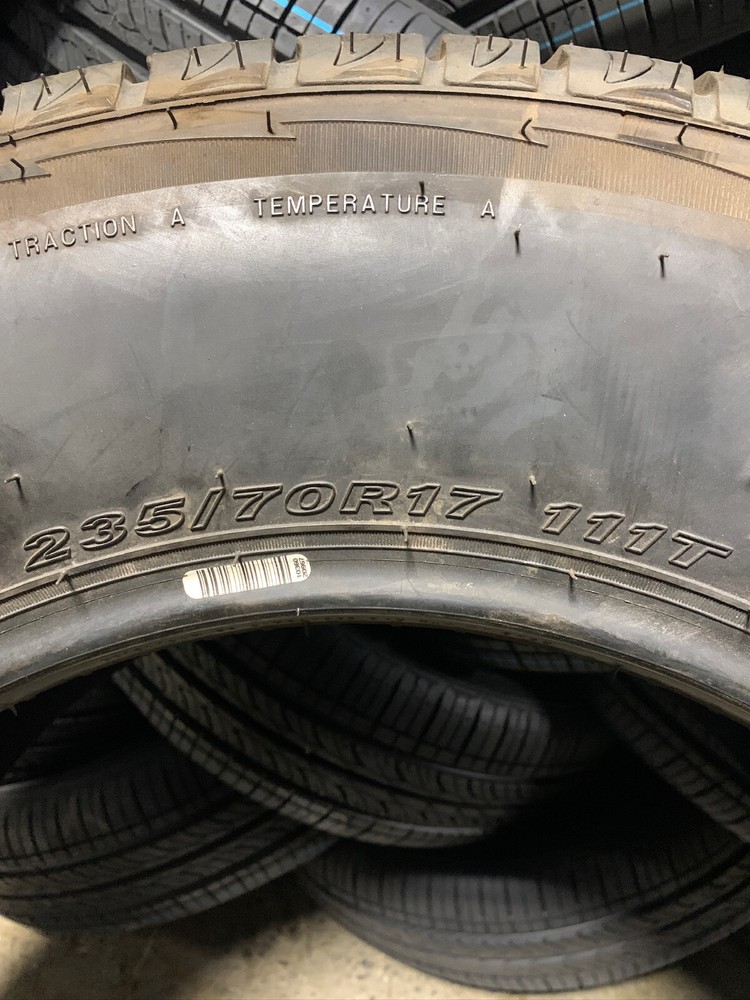 TRACTION A TEMPERATURE A
235/70R17 111T